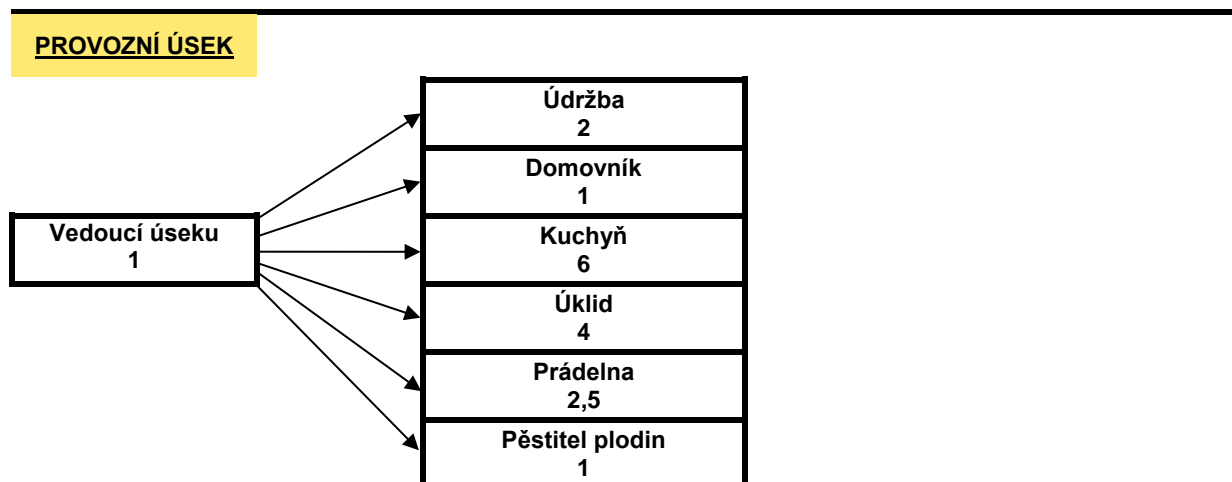 PROVOZNÍ ÚSEK
Údržba
2
Domovník
1
Vedoucí úseku
1
Kuchyň
6
Úklid
4
Prádelna
2,5
Pěstitel plodin
1